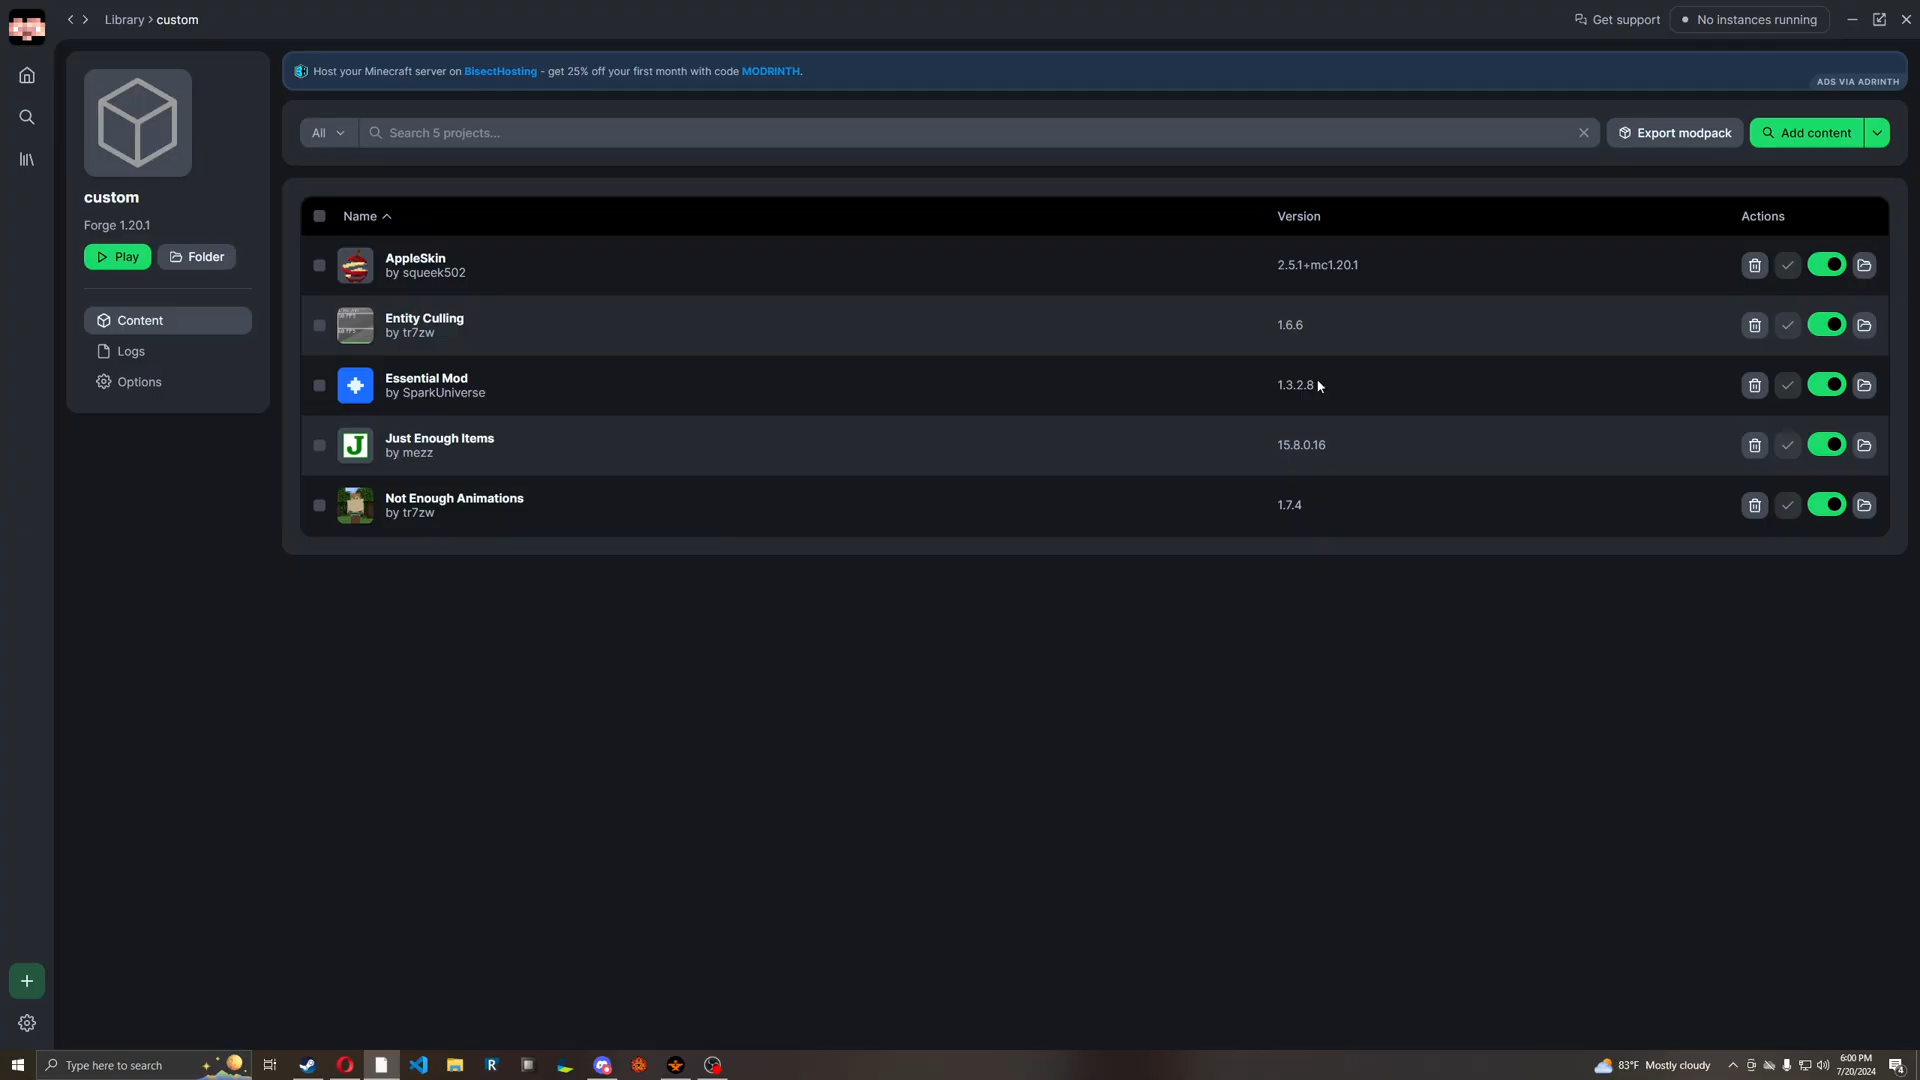 Library > custom
Get support
No instances running
Host your Minecraft server on BisectHosting - get 25% off your first month with code MODRINTH.
ADS VIA ADRINTH
All
Search 5 projects...
Export modpack
Add content
custom
Forge 1.20.1
Play
Folder
Content
Logs
Options
Name
Version
Actions
AppleSkin
by squeek502
2.5.1+mc1.20.1
Entity Culling
by tr7zw
1.6.6
Essential Mod
by SparkUniverse
1.3.2.8
J
Just Enough Items
by mezz
15.8.0.16
Not Enough Animations
by tr7zw
1.7.4
Type here to search
R
83°F Mostly cloudy
6:00 PM
7/20/2024
4